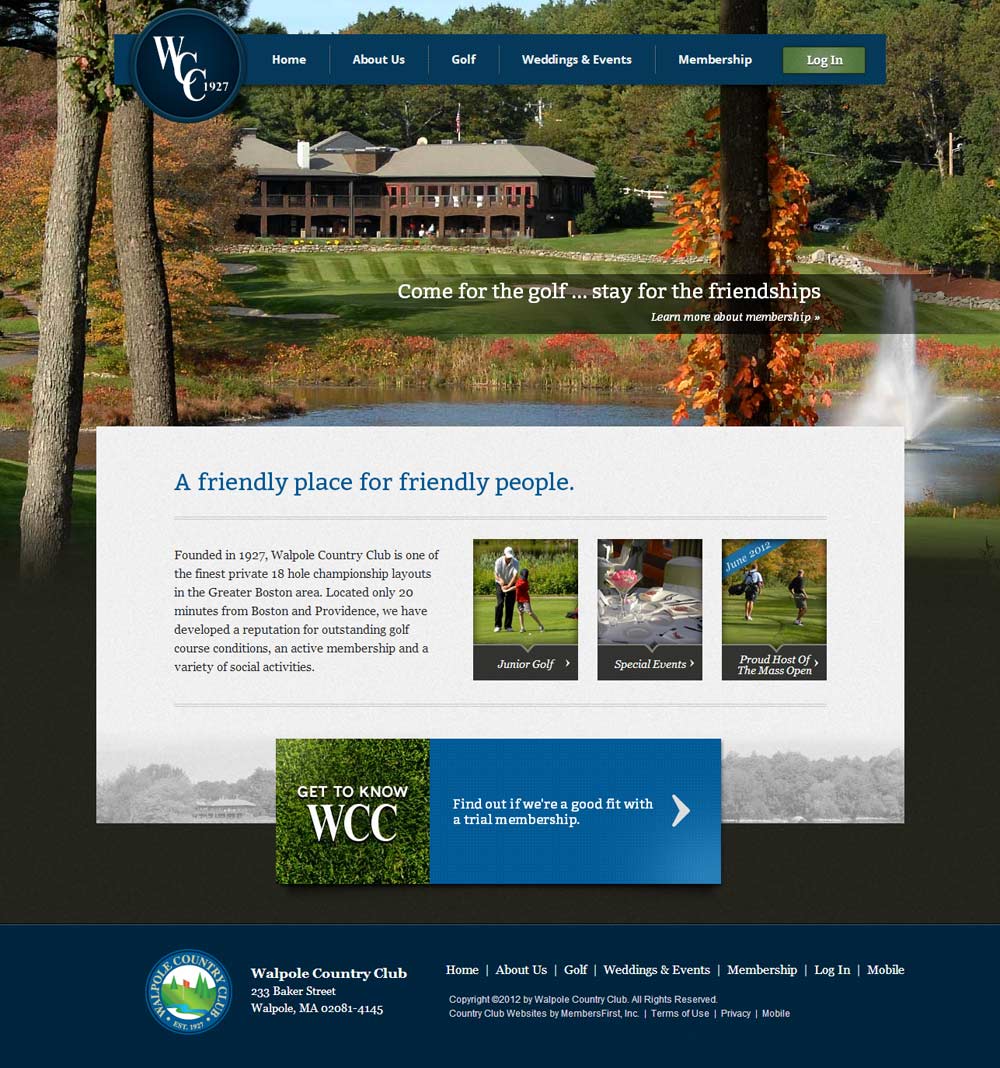 WCC 1927
Home
About Us
Golf
Weddings & Events
Membership
Log In
Come for the golf ... stay for the friendships
Learn more about membership »
A friendly place for friendly people.
Founded in 1927, Walpole Country Club is one of
the finest private 18 hole championship layouts
in the Greater Boston area. Located only 20
minutes from Boston and Providence, we have
developed a reputation for outstanding golf
course conditions, an active membership and a
variety of social activities.
Junior Golf ›
Special Events ›
June 2012
Proud Host Of
The Mass Open ›
GET TO KNOW
WCC
Find out if we're a good fit with
a trial membership.
WALPOLE COUNTRY CLUB
• EST. 1927 •
Walpole Country Club
233 Baker Street
Walpole, MA 02081-4145
Home | About Us | Golf | Weddings & Events | Membership | Log In | Mobile
Copyright ©2012 by Walpole Country Club. All Rights Reserved.
Country Club Websites by MembersFirst, Inc. | Terms of Use | Privacy | Mobile